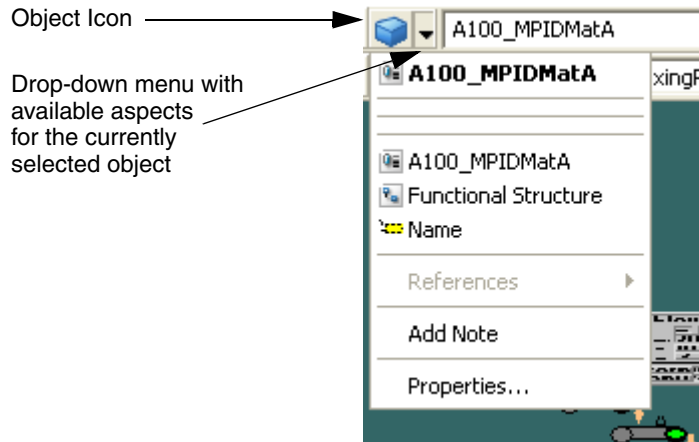 Object Icon
A100_MPIDMatA
Drop-down menu with
available aspects
for the currently
selected object
A100_MPIDMatA
xingP
A100_MPIDMatA
Functional Structure
Name
References
Add Note
Properties...